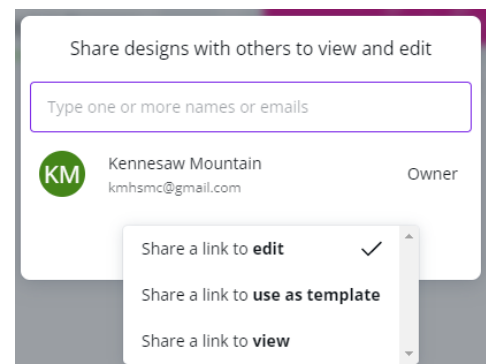 Share designs with others to view and edit
Type one or more names or emails
KM
Kennesaw Mountain
kmhsmc@gmail.com
Owner
Share a link to edit
Share a link to use as template
Share a link to view